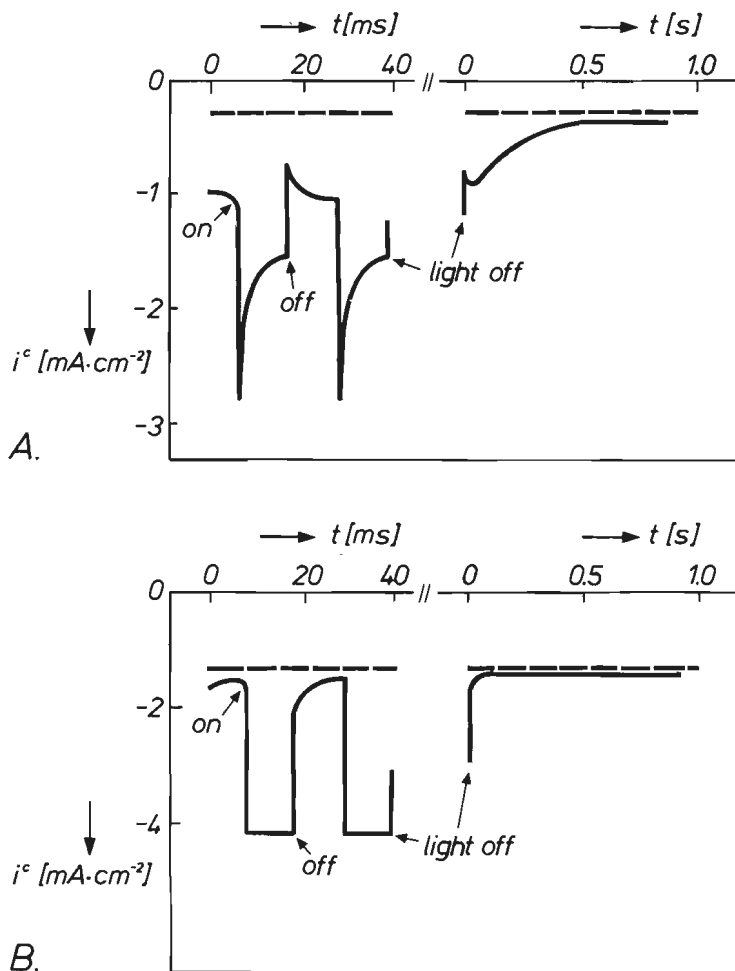 t[ms]
t[s]
0 20 40 // 0 0.5 1.0
0
-1
on
off
light off
-2
i^c [mA·cm⁻²]
-3
A.
t[ms]
t[s]
0 20 40 // 0 0.5 1.0
0
-2
on
-4
off
light off
i^c [mA·cm⁻²]
B.